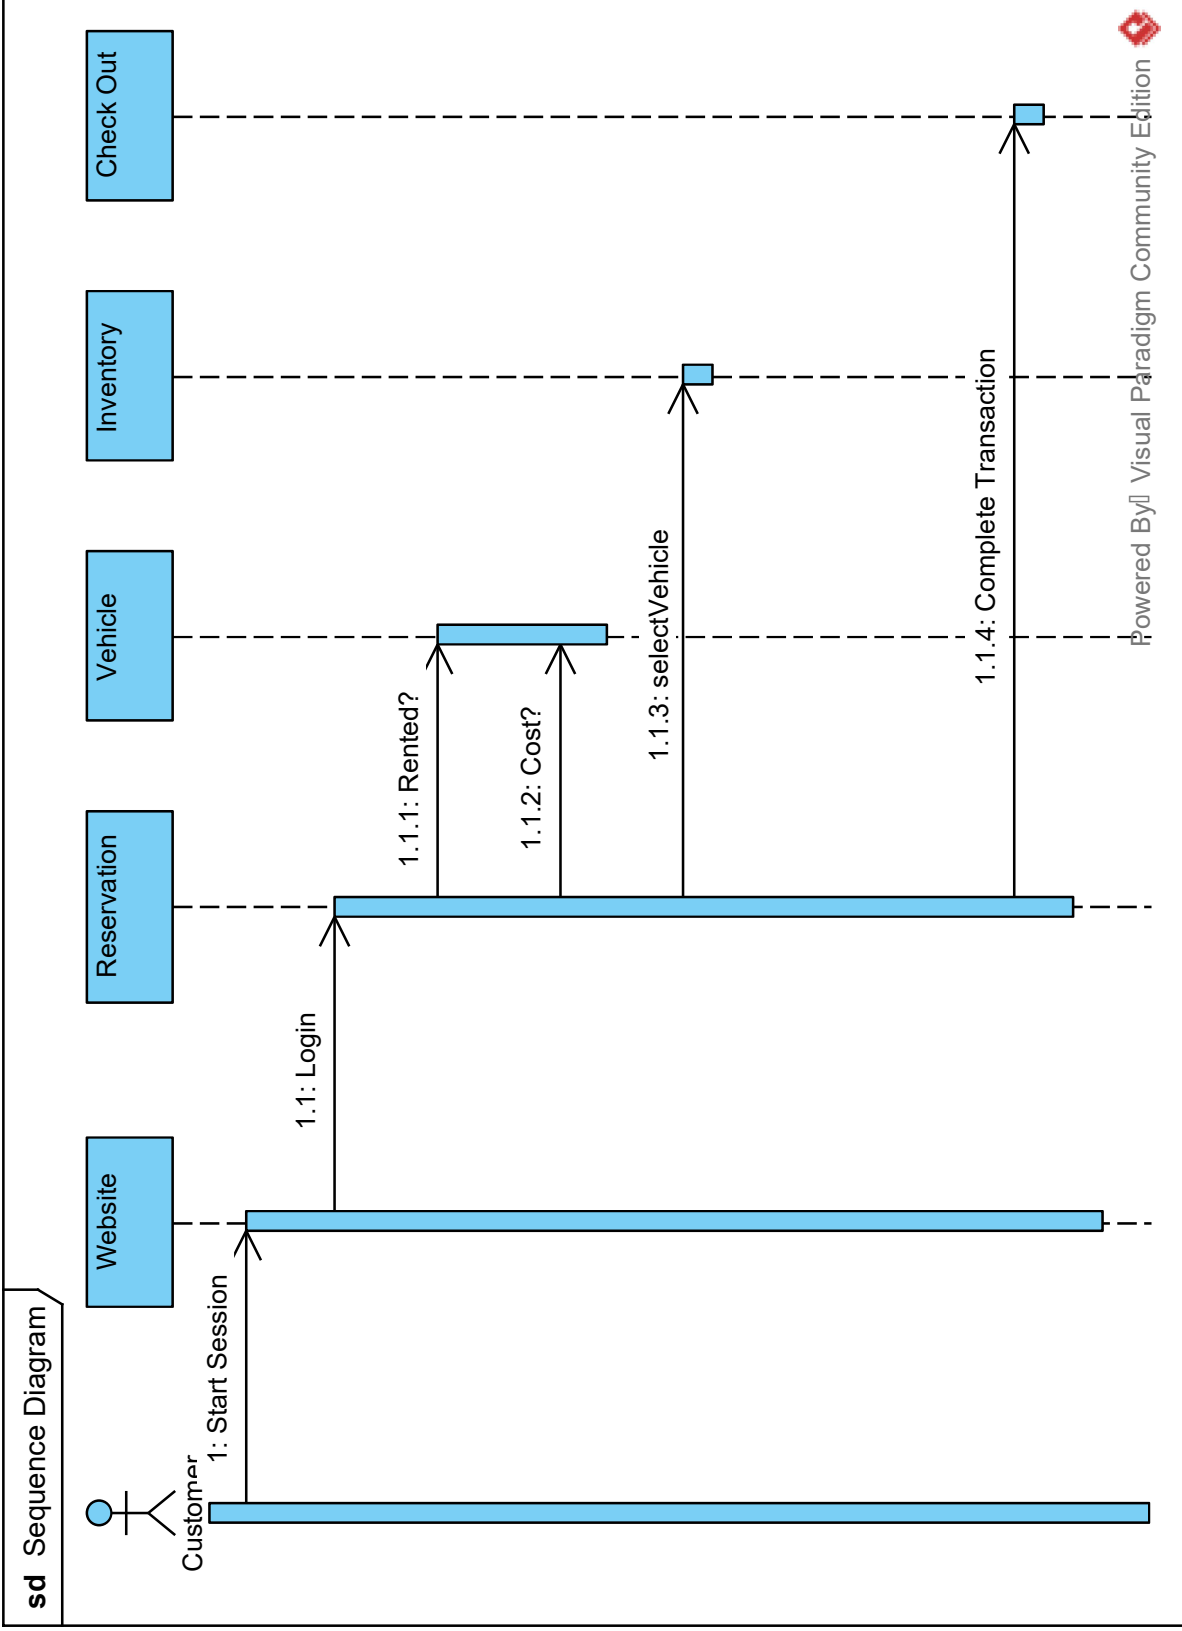 sd Sequence Diagram
Customer
Website
Reservation
Vehicle
Inventory
Check Out
1: Start Session
1.1: Login
1.1.1: Rented?
1.1.2: Cost?
1.1.3: selectVehicle
1.1.4: Complete Transaction
Powered By Visual Paradigm Community Edition